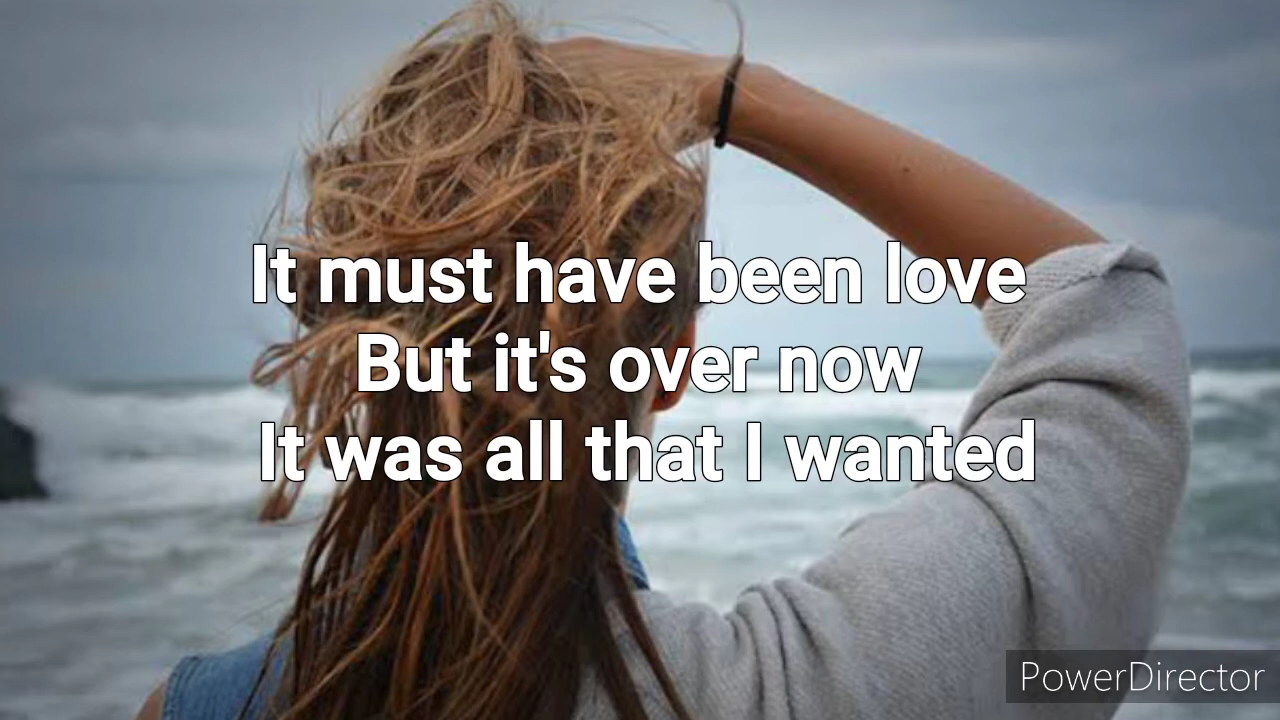 It must have been love
But it's over now
It was all that I wanted
PowerDirector